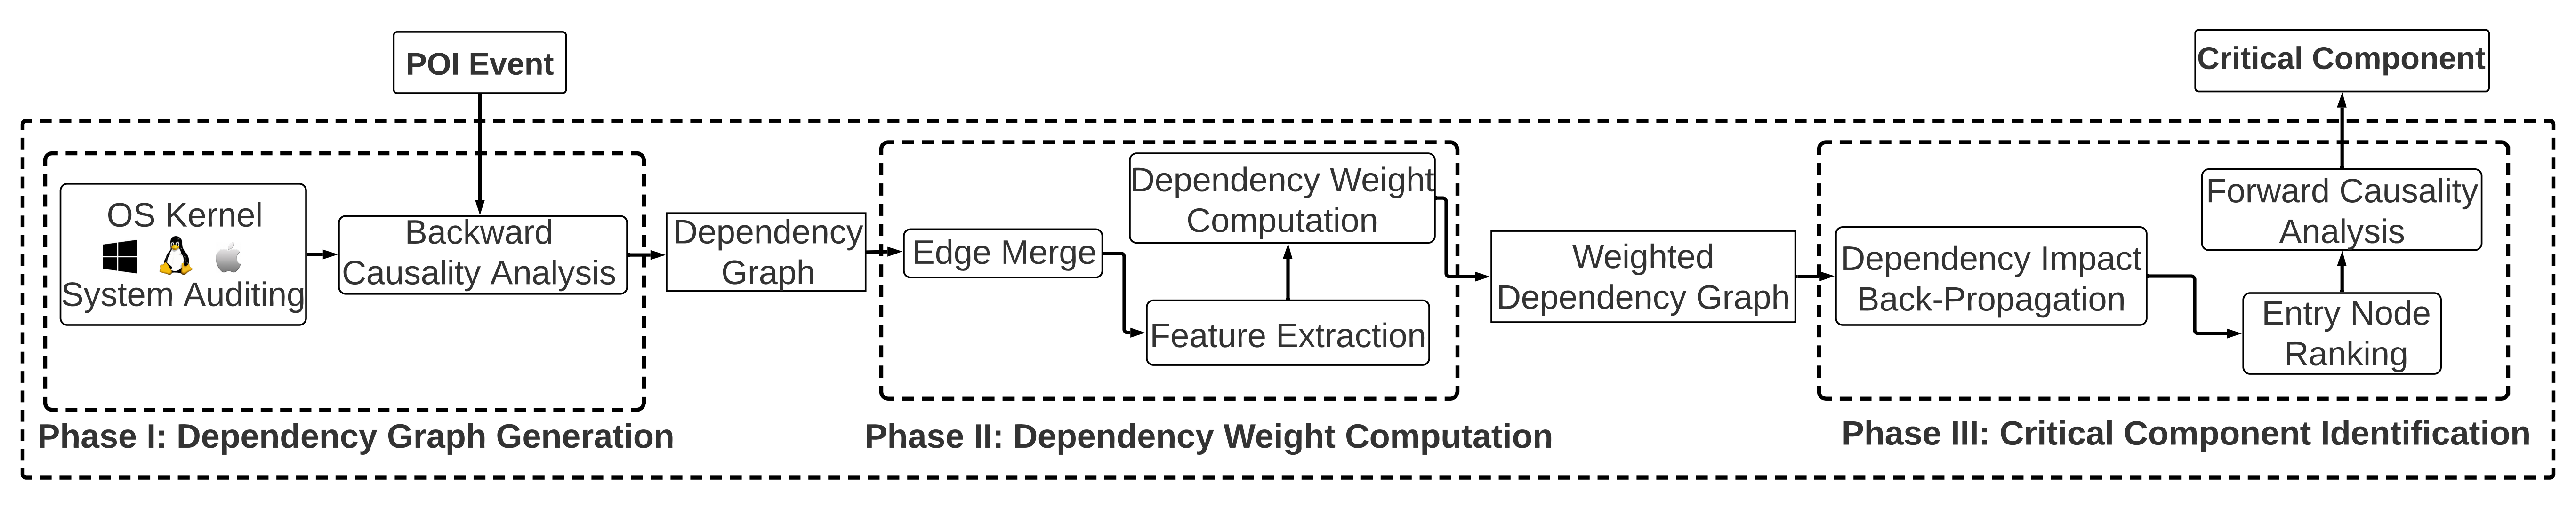 POI Event
Critical Component
OS Kernel
System Auditing
Backward
Causality Analysis
Dependency
Graph
Edge Merge
Dependency Weight
Computation
Feature Extraction
Weighted
Dependency Graph
Dependency Impact
Back-Propagation
Forward Causality
Analysis
Entry Node
Ranking
Phase I: Dependency Graph Generation
Phase II: Dependency Weight Computation
Phase III: Critical Component Identification